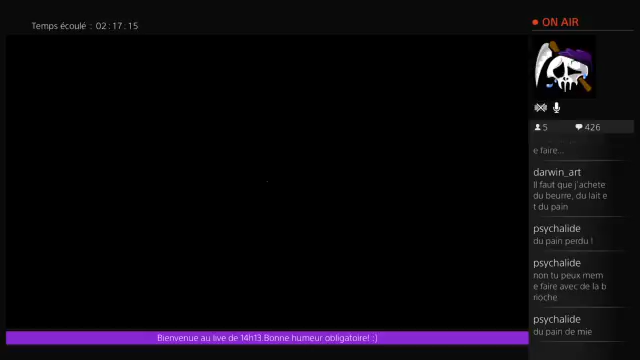 Temps écoulé : 02:17:15
ON AIR
5
426
e faire...
darwin_art
Il faut que j'achete
du beurre, du lait e
t du pain
psychalide
du pain perdu !
psychalide
non tu peux mem
e faire avec de la b
rioche
psychalide
du pain de mie
Bienvenue au live de 14h13.Bonne humeur obligatoire! :)